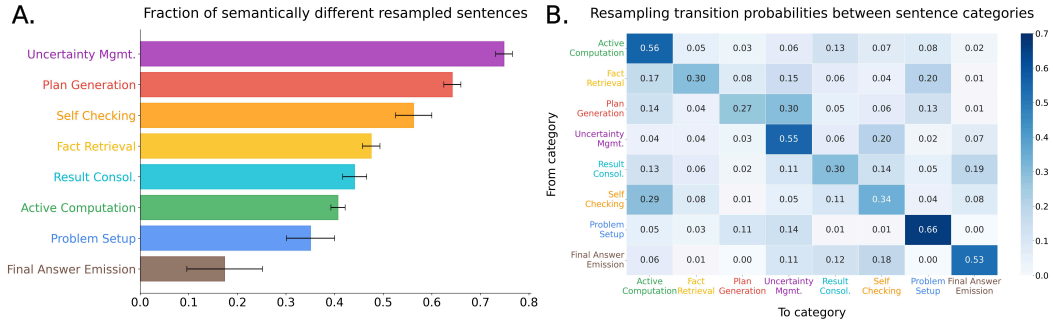 A.
Fraction of semantically different resampled sentences
Uncertainty Mgmt.
Plan Generation
Self Checking
Fact Retrieval
Result Consol.
Active Computation
Problem Setup
Final Answer Emission
0.0 0.1 0.2 0.3 0.4 0.5 0.6 0.7 0.8
B.
Resampling transition probabilities between sentence categories
From category
Active
Computation
0.56 0.05 0.03 0.06 0.13 0.07 0.08 0.02
Fact
Retrieval
0.17 0.30 0.08 0.15 0.06 0.04 0.20 0.01
Plan
Generation
0.14 0.04 0.27 0.30 0.05 0.06 0.13 0.01
Uncertainty
Mgmt.
0.04 0.04 0.03 0.55 0.06 0.20 0.02 0.07
Result
Consol.
0.13 0.06 0.02 0.11 0.30 0.14 0.05 0.19
Self
Checking
0.29 0.08 0.01 0.05 0.11 0.34 0.04 0.08
Problem
Setup
0.05 0.03 0.11 0.14 0.01 0.01 0.66 0.00
Final Answer
Emission
0.06 0.01 0.00 0.11 0.12 0.18 0.00 0.53
Active Fact Plan Uncertainty Result Self Problem Final Answer
Computation Retrieval Generation Mgmt. Consol. Checking Setup Emission
To category
0.7
0.6
0.5
0.4
0.3
0.2
0.1
0.0